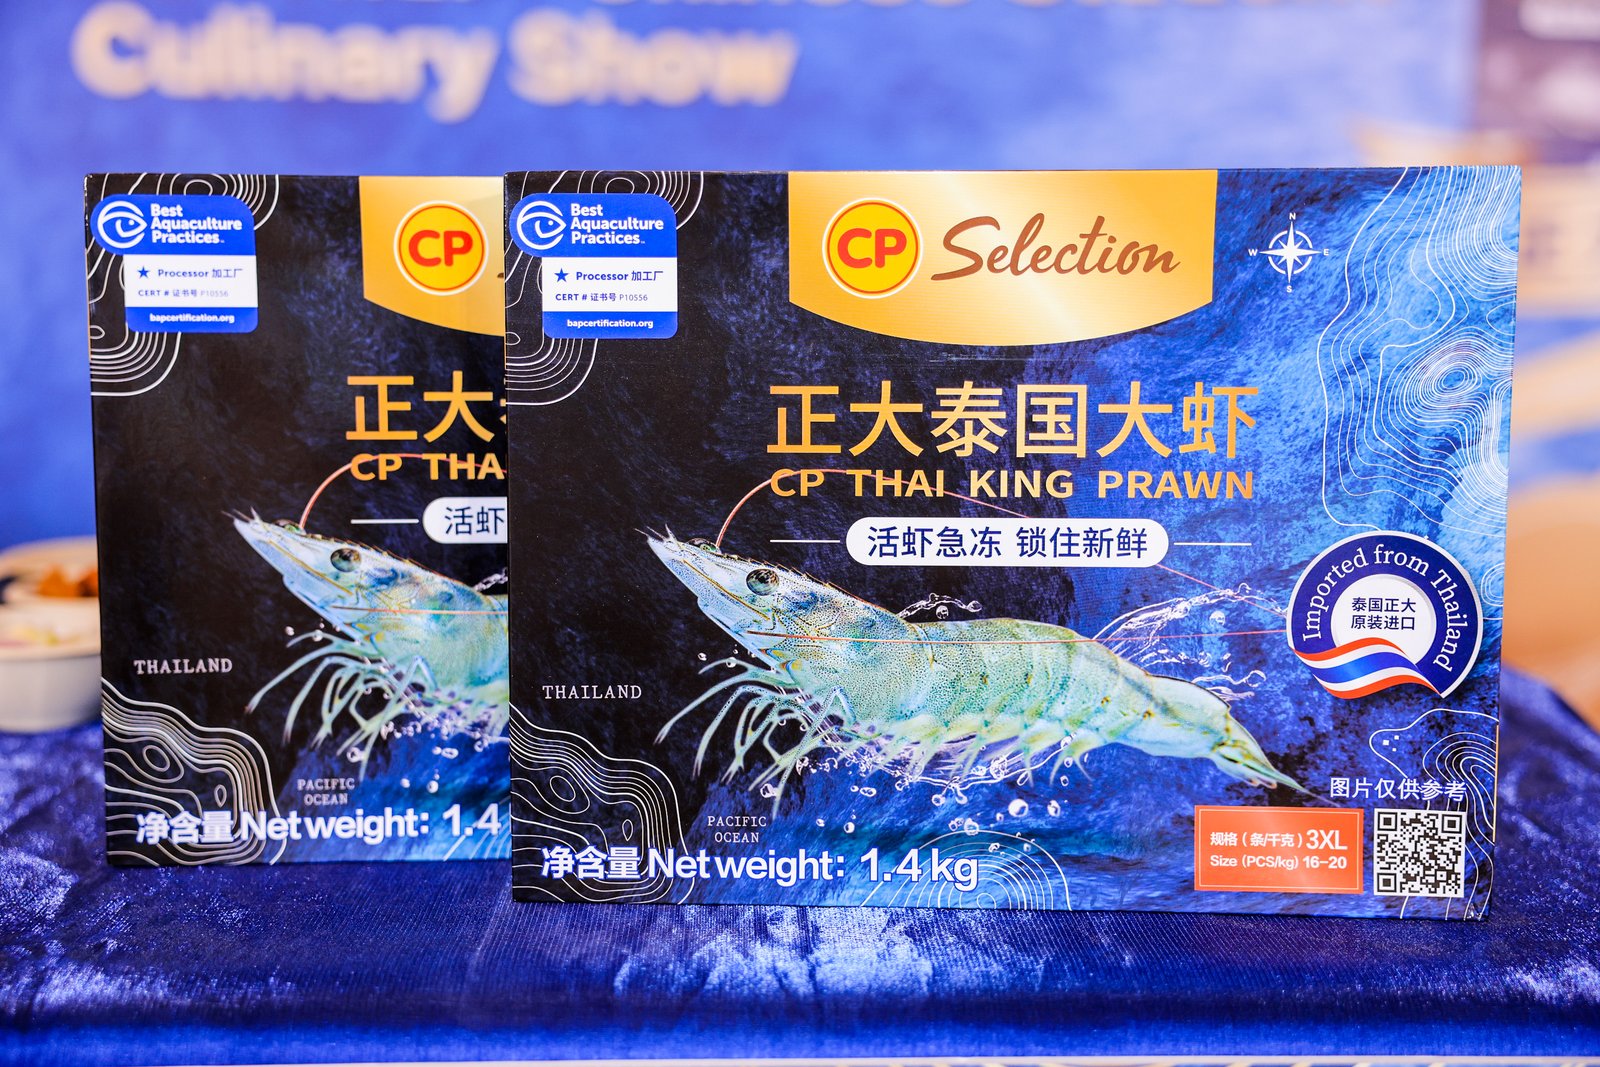 Culinary Show
Best
Aquaculture
Practices
Processor 加工厂
CERT # 证书号 P10556
bapcertification.org
CP
正大
CP THA
活虾
THAILAND
PACIFIC
OCEAN
净含量 Net weight: 1.4
Best
Aquaculture
Practices
Processor 加工厂
CERT # 证书号 P10556
bapcertification.org
CP Selection
N
W E
S
正大泰国大虾
CP THAI KING PRAWN
活虾急冻 锁住新鲜
Imported from Thailand
泰国正大
原装进口
THAILAND
PACIFIC
OCEAN
图片仅供参考
净含量 Net weight: 1.4 kg
规格（条/千克）3XL
Size (PCS/kg) 16-20